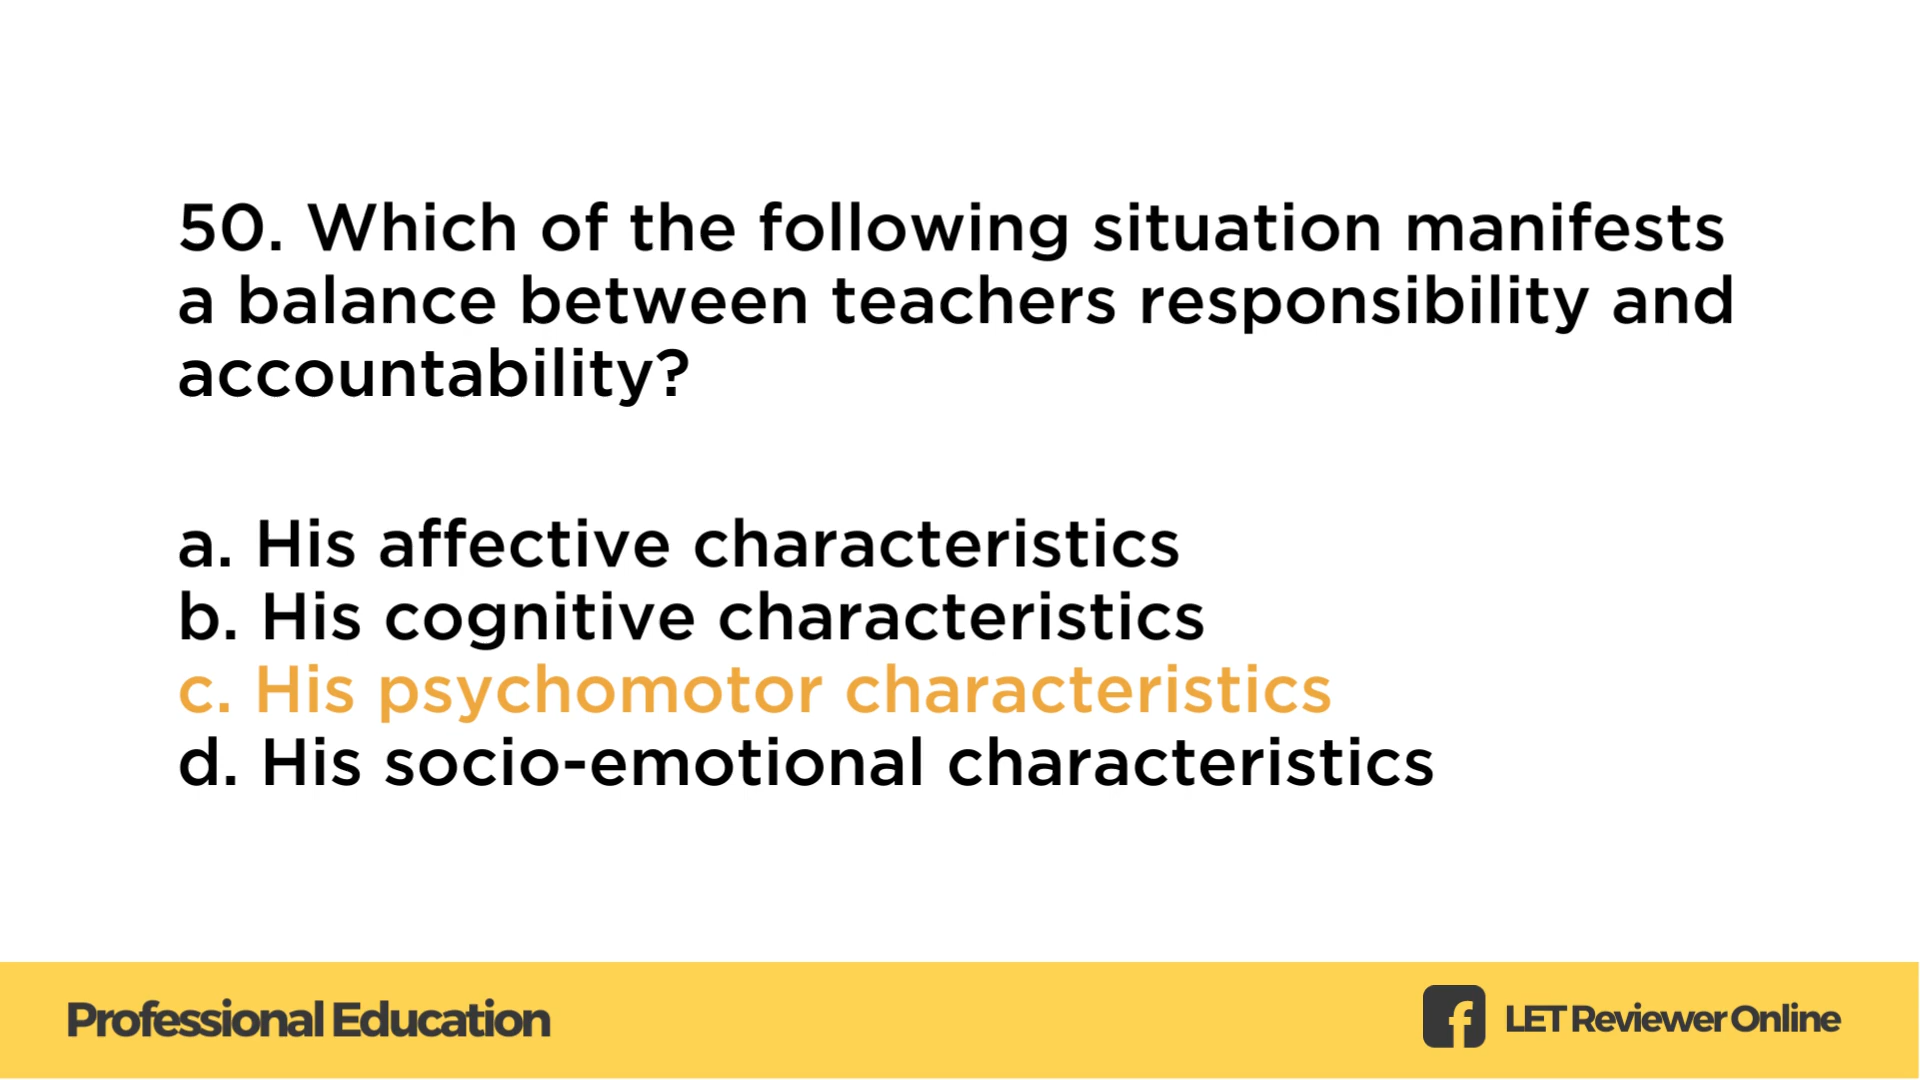 50. Which of the following situation manifests
a balance between teachers responsibility and
accountability?
a. His affective characteristics
b. His cognitive characteristics
c. His psychomotor characteristics
d. His socio-emotional characteristics
Professional Education
LET Reviewer Online